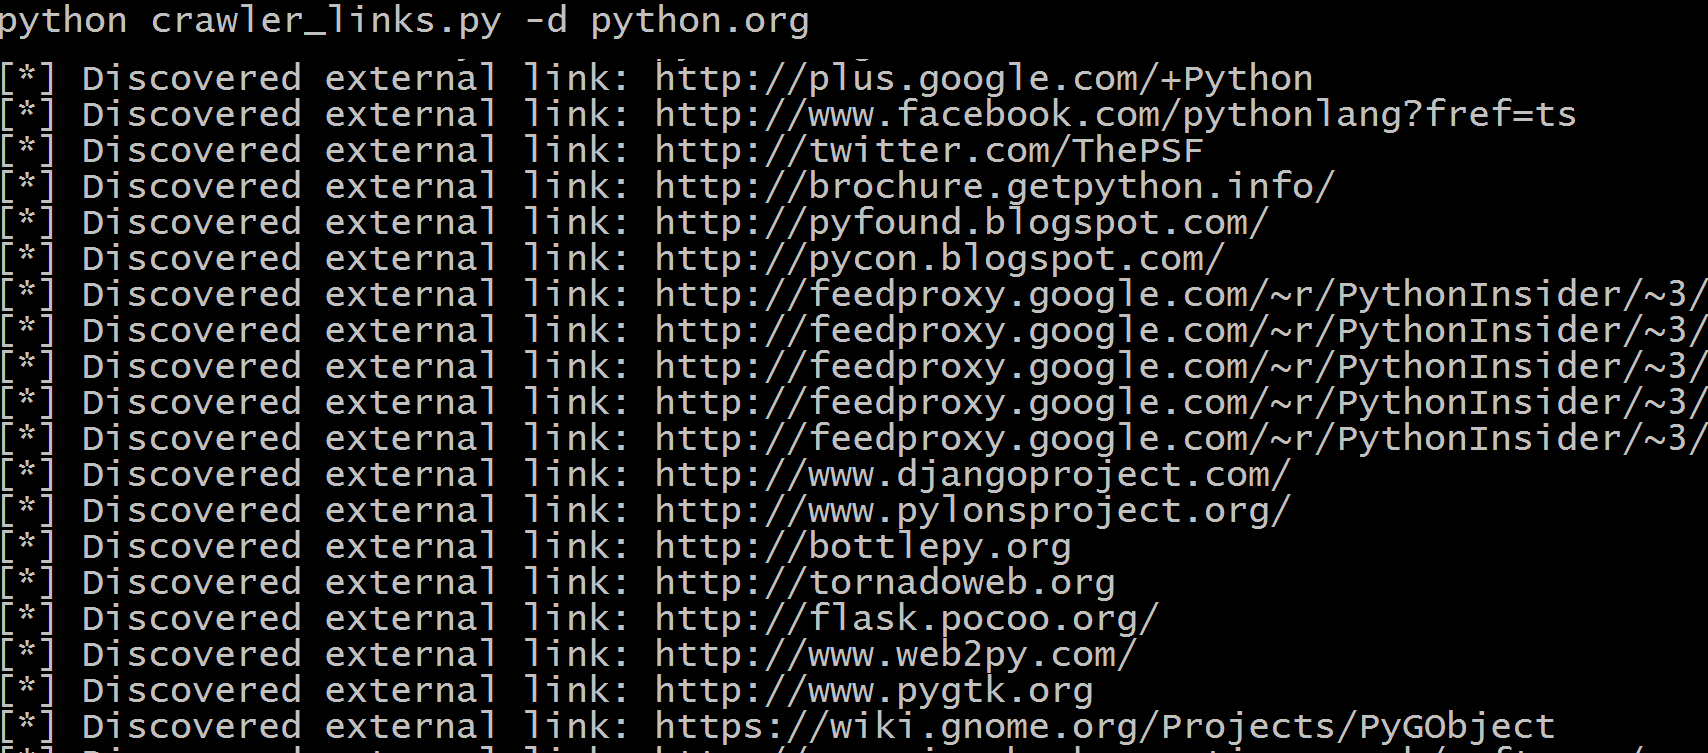 python crawler_links.py -d python.org
[*] Discovered external link: http://plus.google.com/+Python
[*] Discovered external link: http://www.facebook.com/pythonlang?fref=ts
[*] Discovered external link: http://twitter.com/ThePSF
[*] Discovered external link: http://brochure.getpython.info/
[*] Discovered external link: http://pyfound.blogspot.com/
[*] Discovered external link: http://pycon.blogspot.com/
[*] Discovered external link: http://feedproxy.google.com/~r/PythonInsider/~3/
[*] Discovered external link: http://feedproxy.google.com/~r/PythonInsider/~3/
[*] Discovered external link: http://feedproxy.google.com/~r/PythonInsider/~3/
[*] Discovered external link: http://feedproxy.google.com/~r/PythonInsider/~3/
[*] Discovered external link: http://feedproxy.google.com/~r/PythonInsider/~3/
[*] Discovered external link: http://www.djangoproject.com/
[*] Discovered external link: http://www.pylonsproject.org/
[*] Discovered external link: http://bottlepy.org
[*] Discovered external link: http://tornadoweb.org
[*] Discovered external link: http://flask.pocoo.org/
[*] Discovered external link: http://www.web2py.com/
[*] Discovered external link: http://www.pygtk.org
[*] Discovered external link: https://wiki.gnome.org/Projects/PyGObject
[*] Discovered external link: